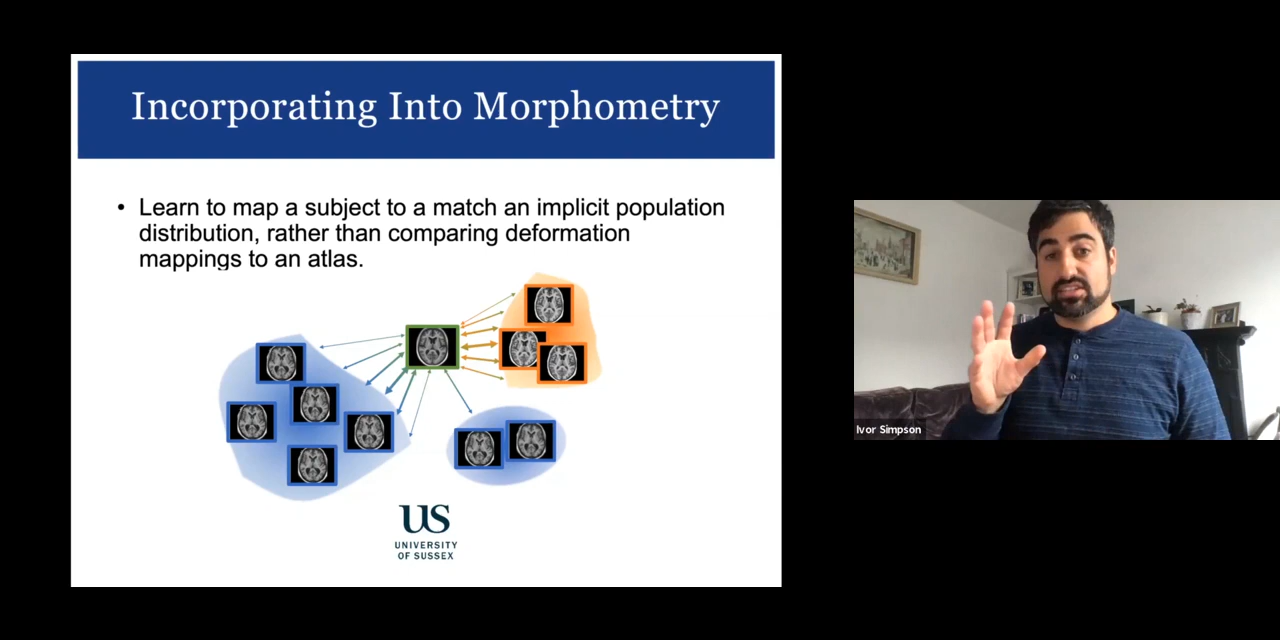 Incorporating Into Morphometry
• Learn to map a subject to a match an implicit population
distribution, rather than comparing deformation
mappings to an atlas.
US
UNIVERSITY
OF SUSSEX
Ivor Simpson